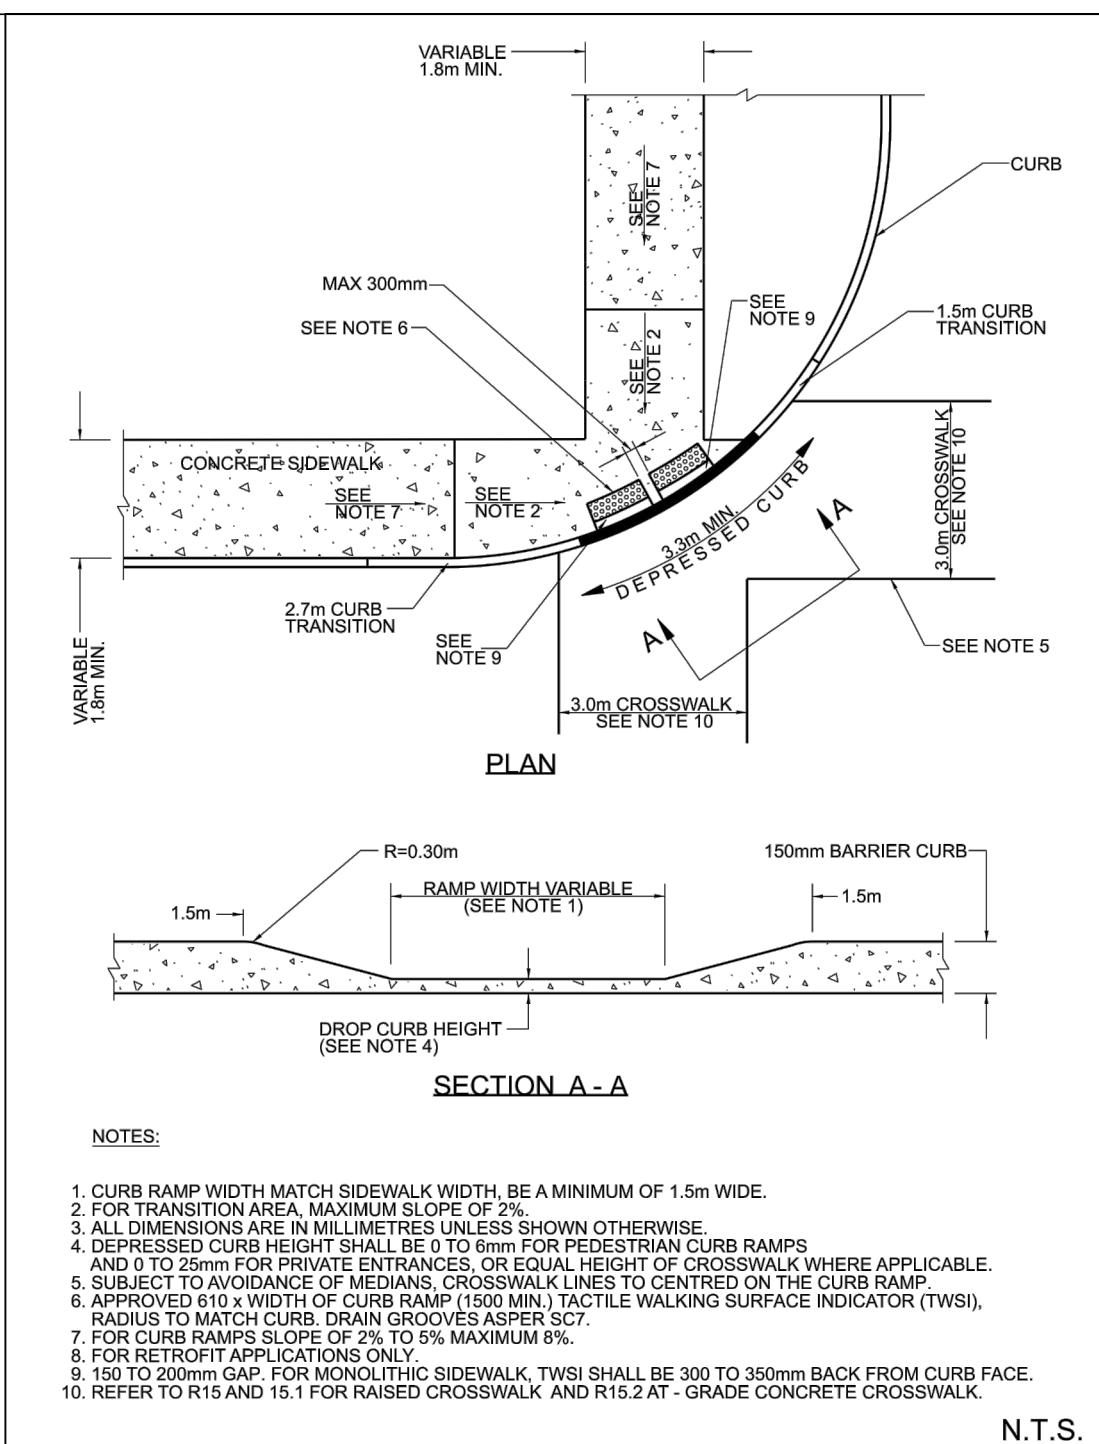 VARIABLE
1.8m MIN.
CURB
SEE
NOTE 7
MAX 300mm
SEE NOTE 6
SEE
NOTE 9
1.5m CURB
TRANSITION
SEE
NOTE 2
CONCRETE SIDEWALK
SEE
NOTE 7
SEE
NOTE 2
3.0m CROSSWALK
SEE NOTE 10
3.3m MIN.
DEPRESSED CURB
A
A
2.7m CURB
TRANSITION
SEE
NOTE 9
SEE NOTE 5
VARIABLE
1.8m MIN.
3.0m CROSSWALK
SEE NOTE 10
PLAN
R=0.30m
150mm BARRIER CURB
RAMP WIDTH VARIABLE
(SEE NOTE 1)
1.5m
1.5m
DROP CURB HEIGHT
(SEE NOTE 4)
SECTION A - A
NOTES:
1. CURB RAMP WIDTH MATCH SIDEWALK WIDTH, BE A MINIMUM OF 1.5m WIDE.
2. FOR TRANSITION AREA, MAXIMUM SLOPE OF 2%.
3. ALL DIMENSIONS ARE IN MILLIMETRES UNLESS SHOWN OTHERWISE.
4. DEPRESSED CURB HEIGHT SHALL BE 0 TO 6mm FOR PEDESTRIAN CURB RAMPS
AND 0 TO 25mm FOR PRIVATE ENTRANCES, OR EQUAL HEIGHT OF CROSSWALK WHERE APPLICABLE.
5. SUBJECT TO AVOIDANCE OF MEDIANS, CROSSWALK LINES TO CENTRED ON THE CURB RAMP.
6. APPROVED 610 x WIDTH OF CURB RAMP (1500 MIN.) TACTILE WALKING SURFACE INDICATOR (TWSI),
RADIUS TO MATCH CURB. DRAIN GROOVES ASPER SC7.
7. FOR CURB RAMPS SLOPE OF 2% TO 5% MAXIMUM 8%.
8. FOR RETROFIT APPLICATIONS ONLY.
9. 150 TO 200mm GAP. FOR MONOLITHIC SIDEWALK, TWSI SHALL BE 300 TO 350mm BACK FROM CURB FACE.
10. REFER TO R15 AND 15.1 FOR RAISED CROSSWALK AND R15.2 AT - GRADE CONCRETE CROSSWALK.
N.T.S.